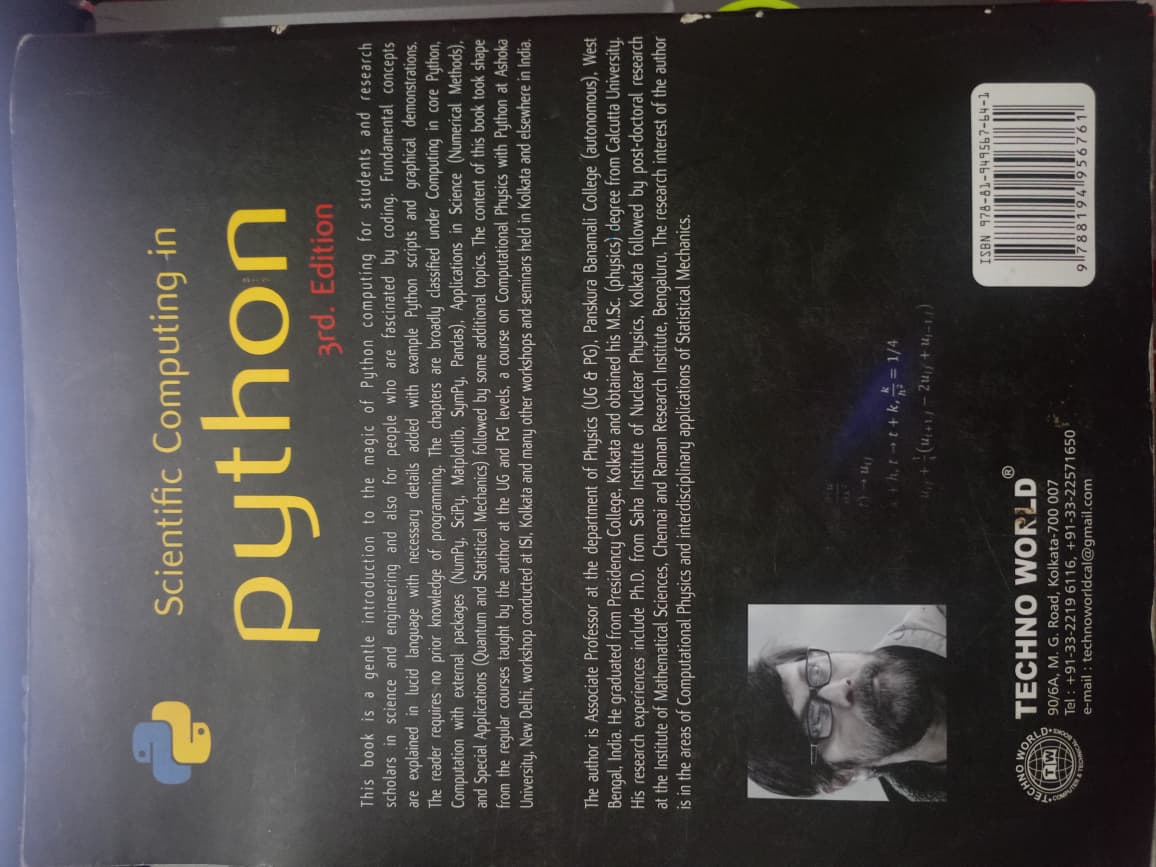 Scientific Computing in
python
3rd. Edition
This book is a gentle introduction to the magic of Python computing for students and research
scholars in science and engineering and also for people who are fascinated by coding. Fundamental concepts
are explained in lucid language with necessary details added with example Python scripts and graphical demonstrations.
The reader requires no prior knowledge of programming. The chapters are broadly classified under Computing in core Python,
Computation with external packages (NumPy, SciPy, Matplotlib, SymPy, Pandas), Applications in Science (Numerical Methods),
and Special Applications (Quantum and Statistical Mechanics) followed by some additional topics. The content of this book took shape
from the regular courses taught by the author at the UG and PG levels, a course on Computational Physics with Python at Ashoka
University, New Delhi, workshop conducted at ISI, Kolkata and many other workshops and seminars held in Kolkata and elsewhere in India.
The author is Associate Professor at the department of Physics (UG & PG), Panskura Banamali College (autonomous), West
Bengal, India. He graduated from Presidency College, Kolkata and obtained his M.Sc. (physics) degree from Calcutta University.
His research experiences include Ph.D. from Saha Institute of Nuclear Physics, Kolkata followed by post-doctoral research
at the Institute of Mathematical Sciences, Chennai and Raman Research Institute, Bengaluru. The research interest of the author
is in the areas of Computational Physics and interdisciplinary applications of Statistical Mechanics.
+ h, t → t + k, k/h² = 1/4
TECHNO WORLD
TW
COMPUTER & TECHNICAL BOOKS
TECHNO WORLD®
90/6A, M. G. Road, Kolkata-700 007
Tel : +91-33-2219 6116, +91-33-22571650
e-mail : technoworldcal@gmail.com
ISBN 978-81-949567-64-1
9 788194 956761